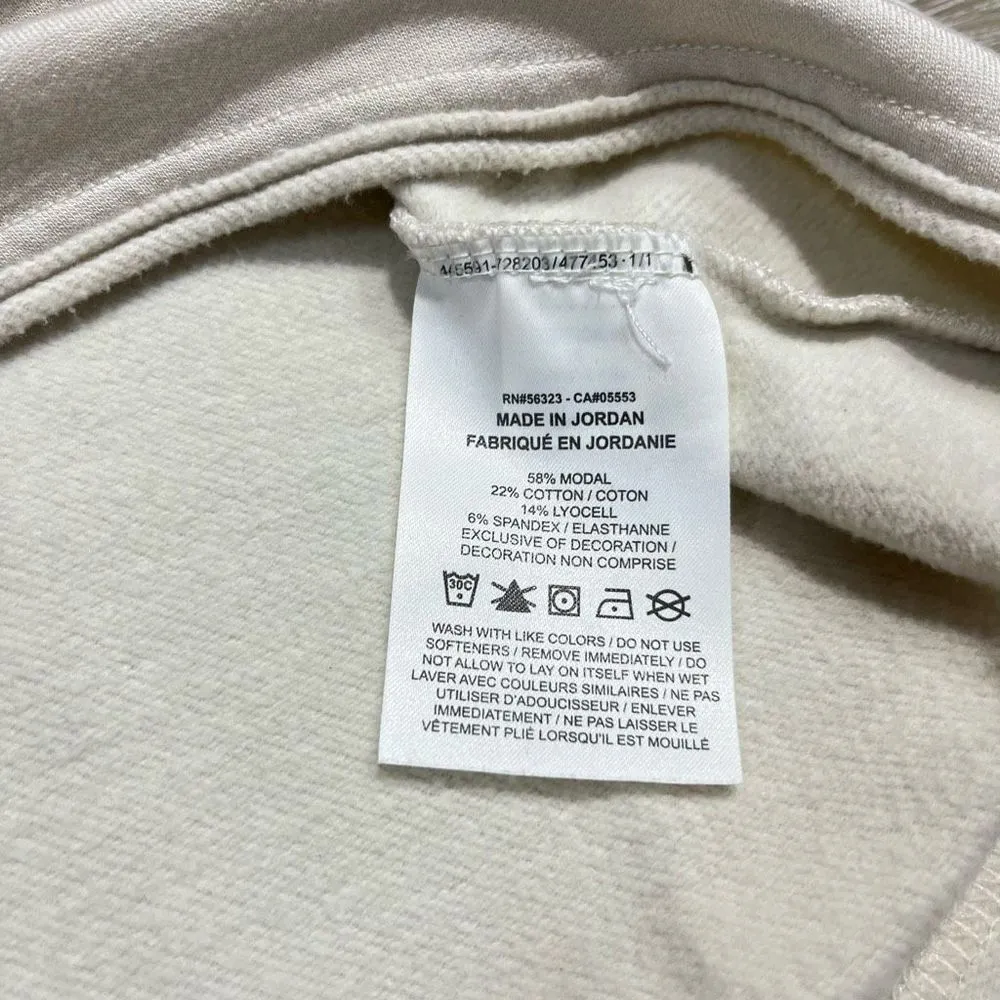 RN#56323 - CA#05553
MADE IN JORDAN
FABRIQUÉ EN JORDANIE
58% MODAL
22% COTTON / COTON
14% LYOCELL
6% SPANDEX / ELASTHANNE
EXCLUSIVE OF DECORATION /
DECORATION NON COMPRISE
30C
WASH WITH LIKE COLORS / DO NOT USE
SOFTENERS / REMOVE IMMEDIATELY / DO
NOT ALLOW TO LAY ON ITSELF WHEN WET
LAVER AVEC COULEURS SIMILAIRES / NE PAS
UTILISER D'ADOUCISSEUR / ENLEVER
IMMEDIATEMENT / NE PAS LAISSER LE
VÊTEMENT PLIÉ LORSQU'IL EST MOUILLÉ